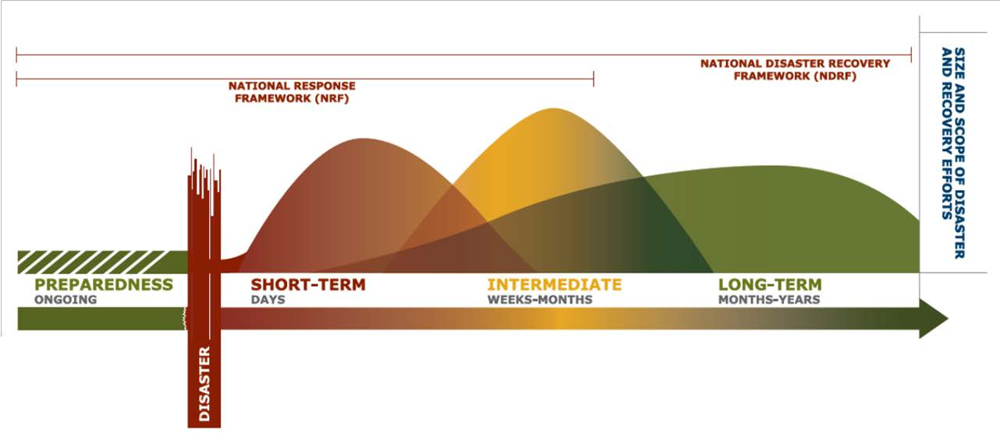 NATIONAL DISASTER RECOVERY
FRAMEWORK (NDRF)
NATIONAL RESPONSE
FRAMEWORK (NRF)
SIZE AND SCOPE OF DISASTER
AND RECOVERY EFFORTS
PREPAREDNESS
ONGOING
SHORT-TERM
DAYS
INTERMEDIATE
WEEKS-MONTHS
LONG-TERM
MONTHS-YEARS
DISASTER